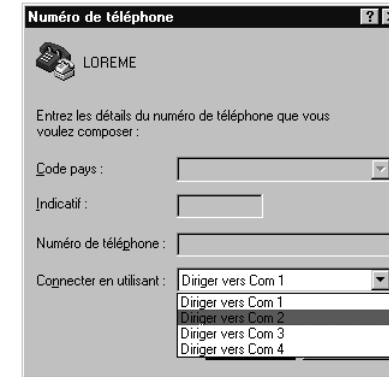 Numéro de téléphone
LOREME
Entrez les détails du numéro de téléphone que vous
voulez composer :
Code pays :
Indicatif :
Numéro de téléphone :
Connecter en utilisant : Diriger vers Com 1
Diriger vers Com 1
Diriger vers Com 2
Diriger vers Com 3
Diriger vers Com 4